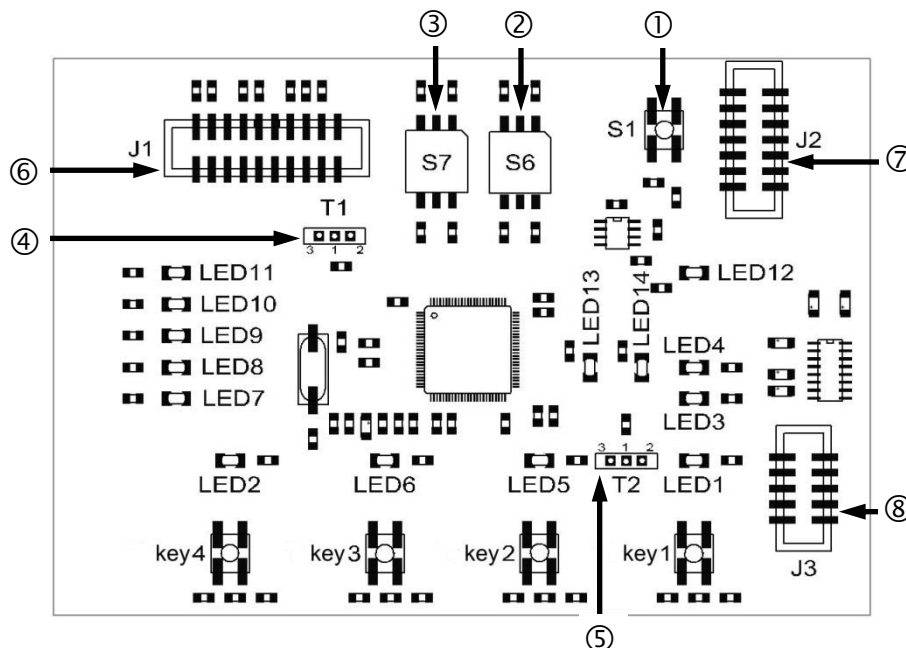 ③ ② ①
J1 S7 S6 S1 J2
⑥ ⑦
T1
④
3 1 2
LED11 LED13 LED14 LED12
LED10
LED9 LED4
LED8
LED7 LED3
3 1 2
LED2 LED6 LED5 T2 LED1
⑧
key4 key3 key2 key1 J3
⑤